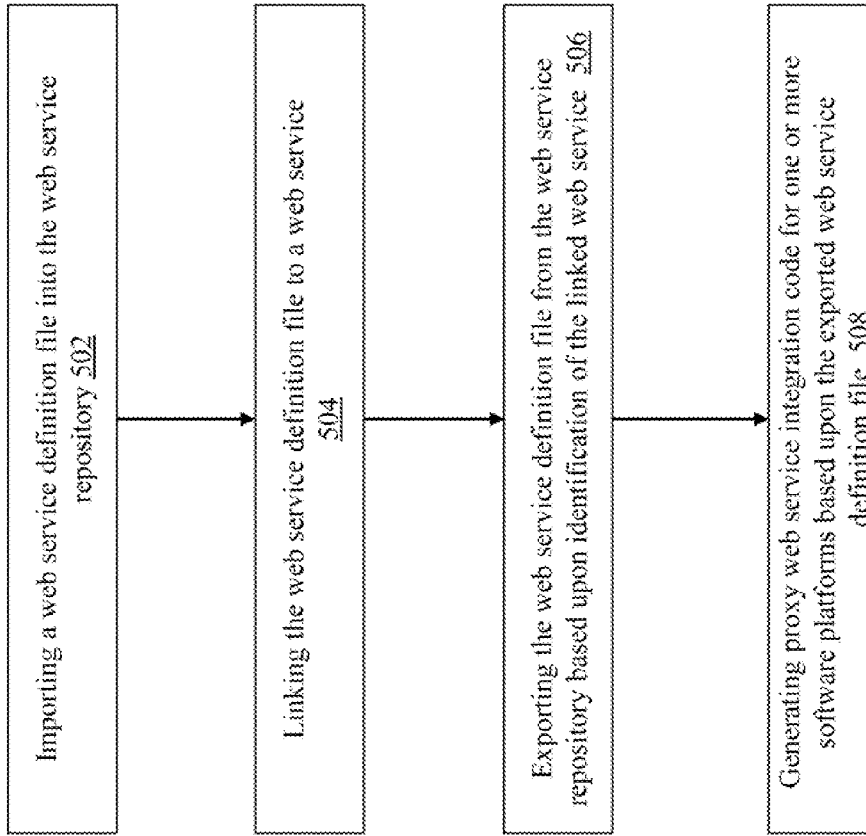 Importing a web service definition file into the web service
repository 502
Linking the web service definition file to a web service
504
Exporting the web service definition file from the web service
repository based upon identification of the linked web service 506
Generating proxy web service integration code for one or more
software platforms based upon the exported web service
definition file 508